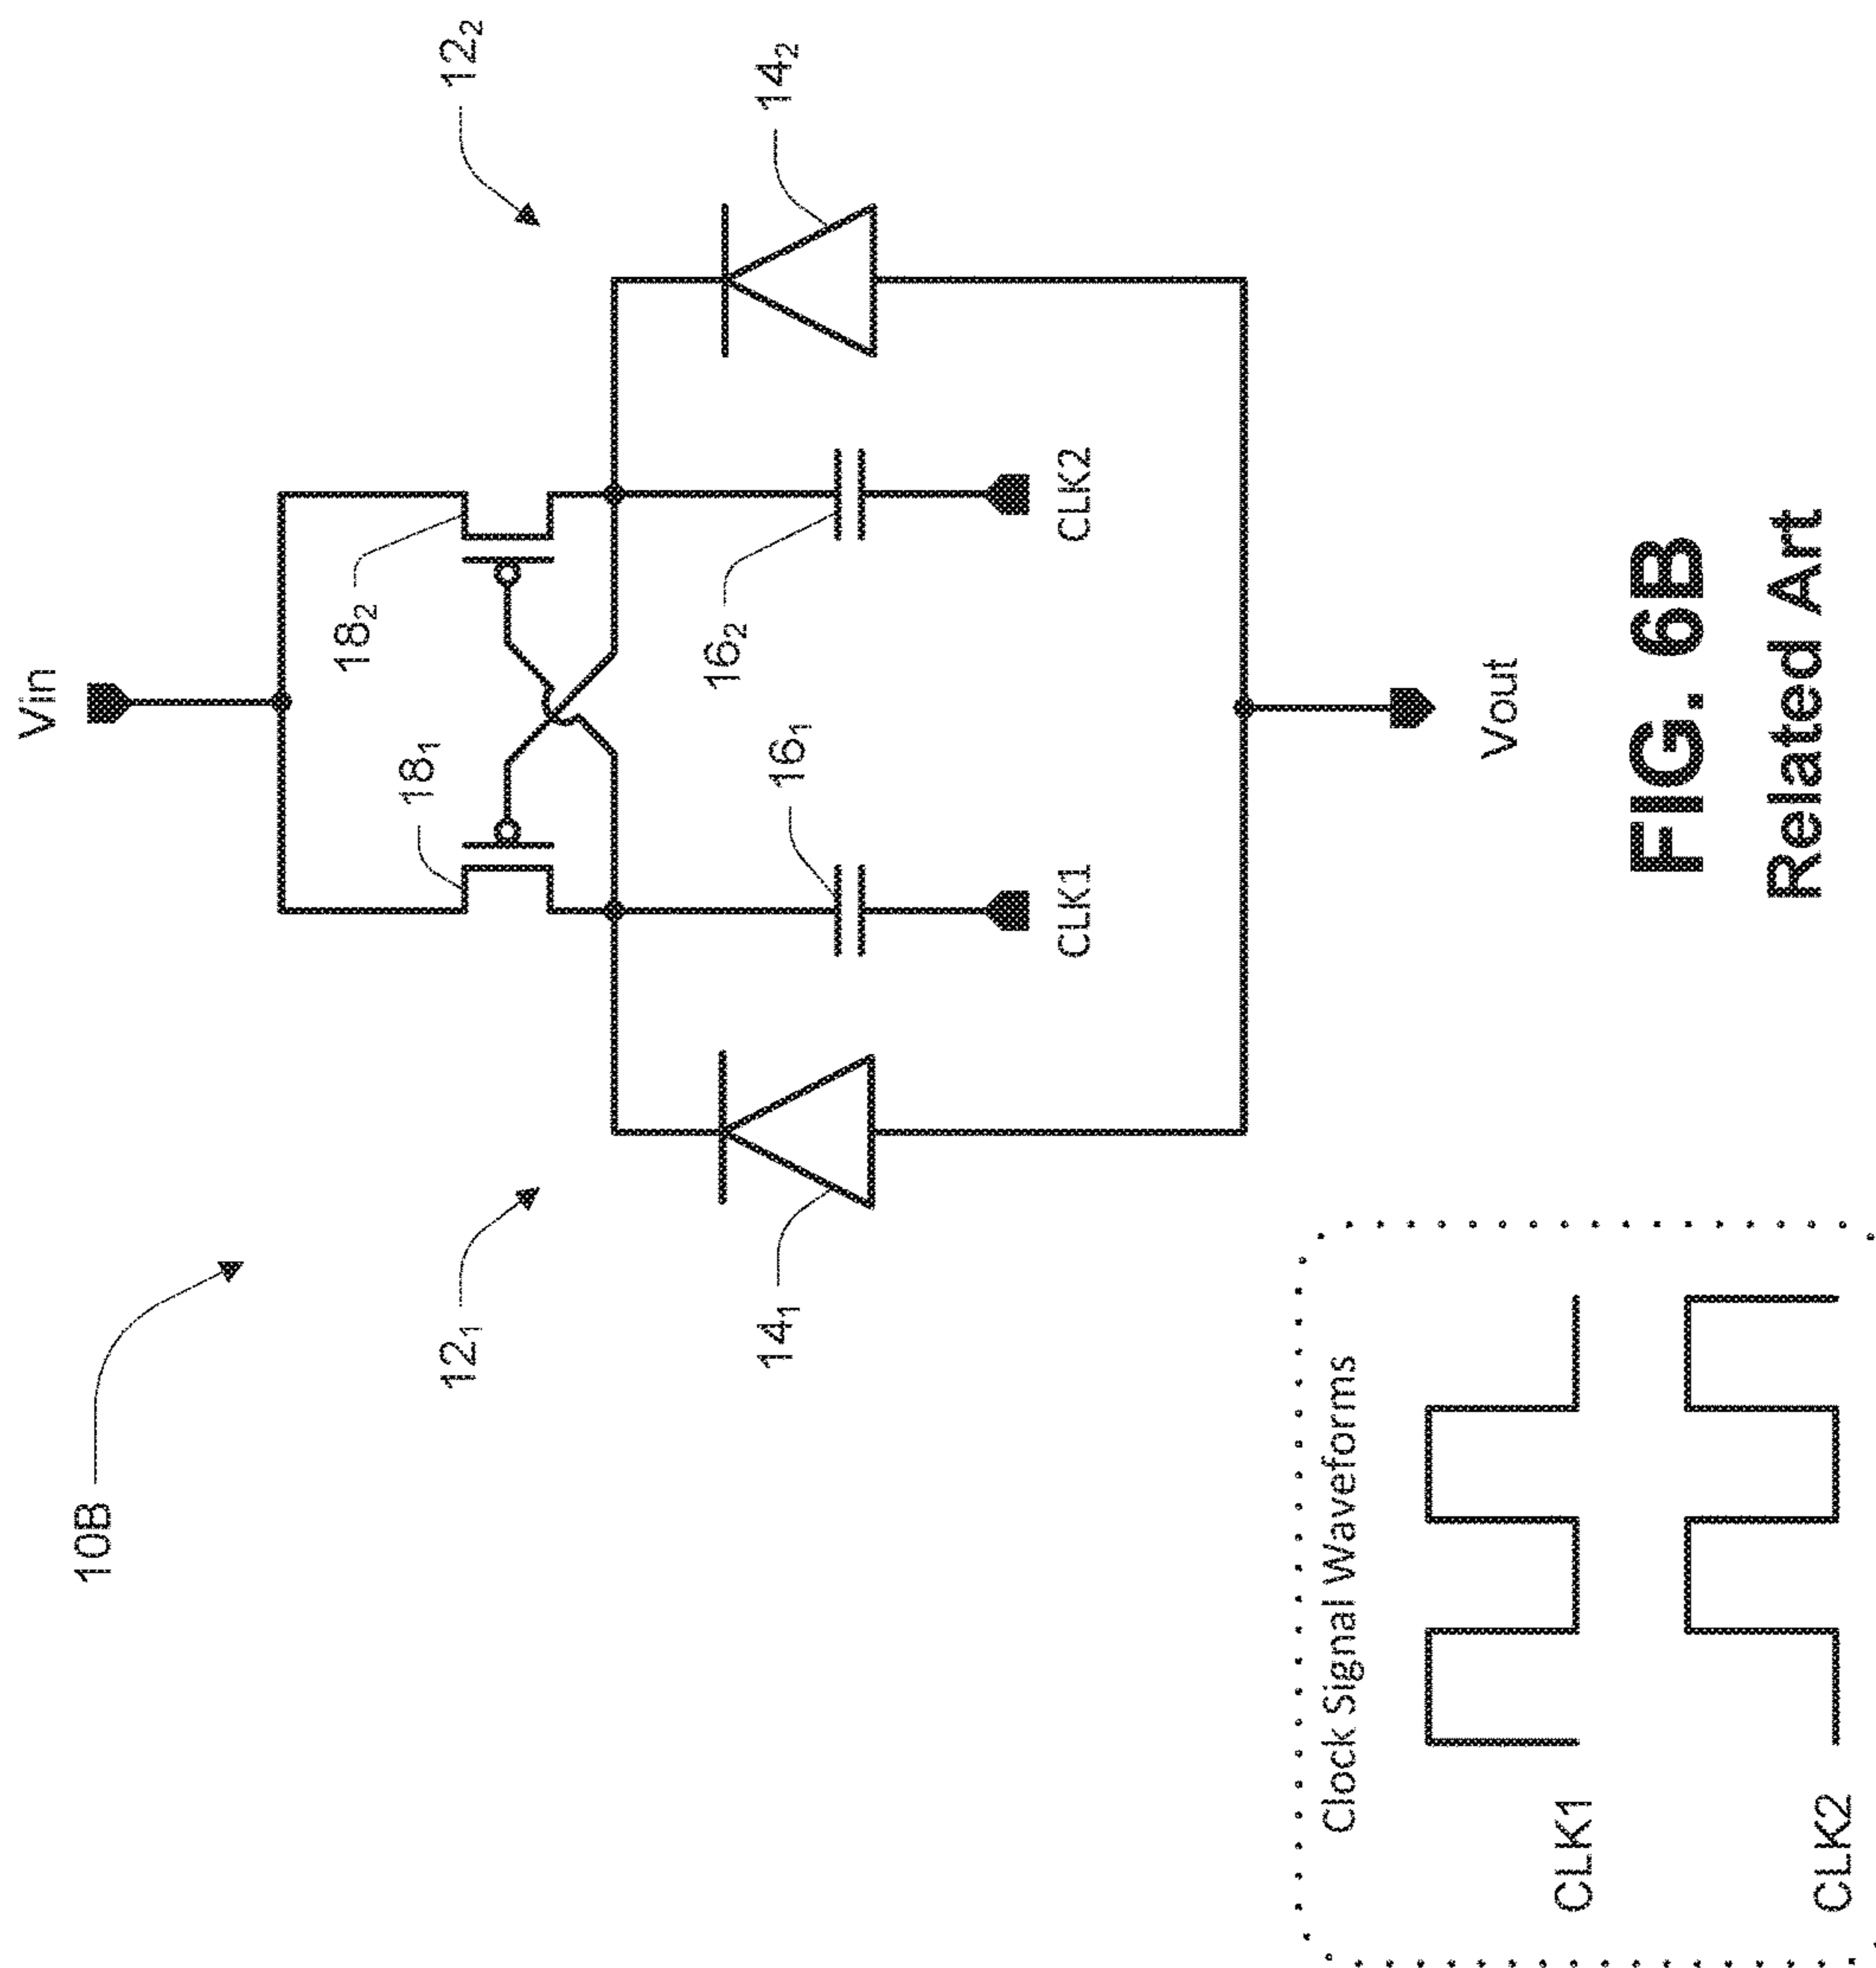 10B
Vin
12₁
12₂
18₁
18₂
14₁
14₂
16₁
16₂
CLK1
CLK2
Vout
Clock Signal Waveforms
CLK1
CLK2
FIG. 6B
Related Art